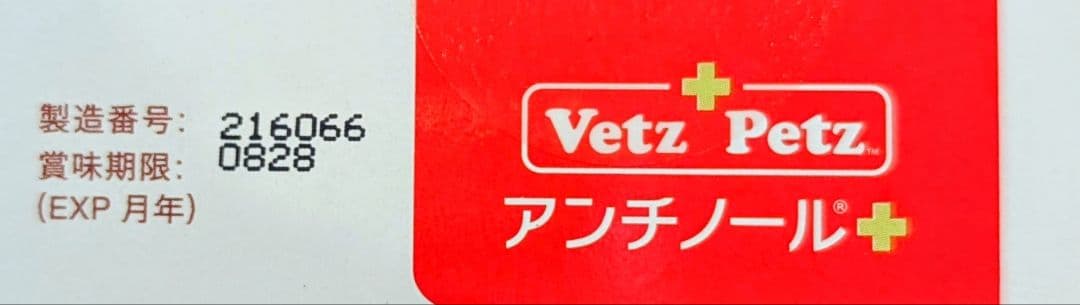 製造番号: 216066
賞味期限: 0828
(EXP 月年)
Vetz Petz™
アンチノール®+